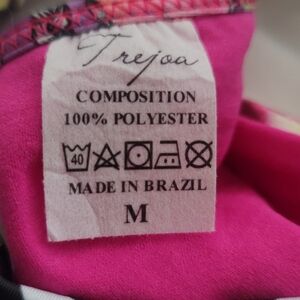 Trejoa
COMPOSITION
100% POLYESTER
40
MADE IN BRAZIL
M